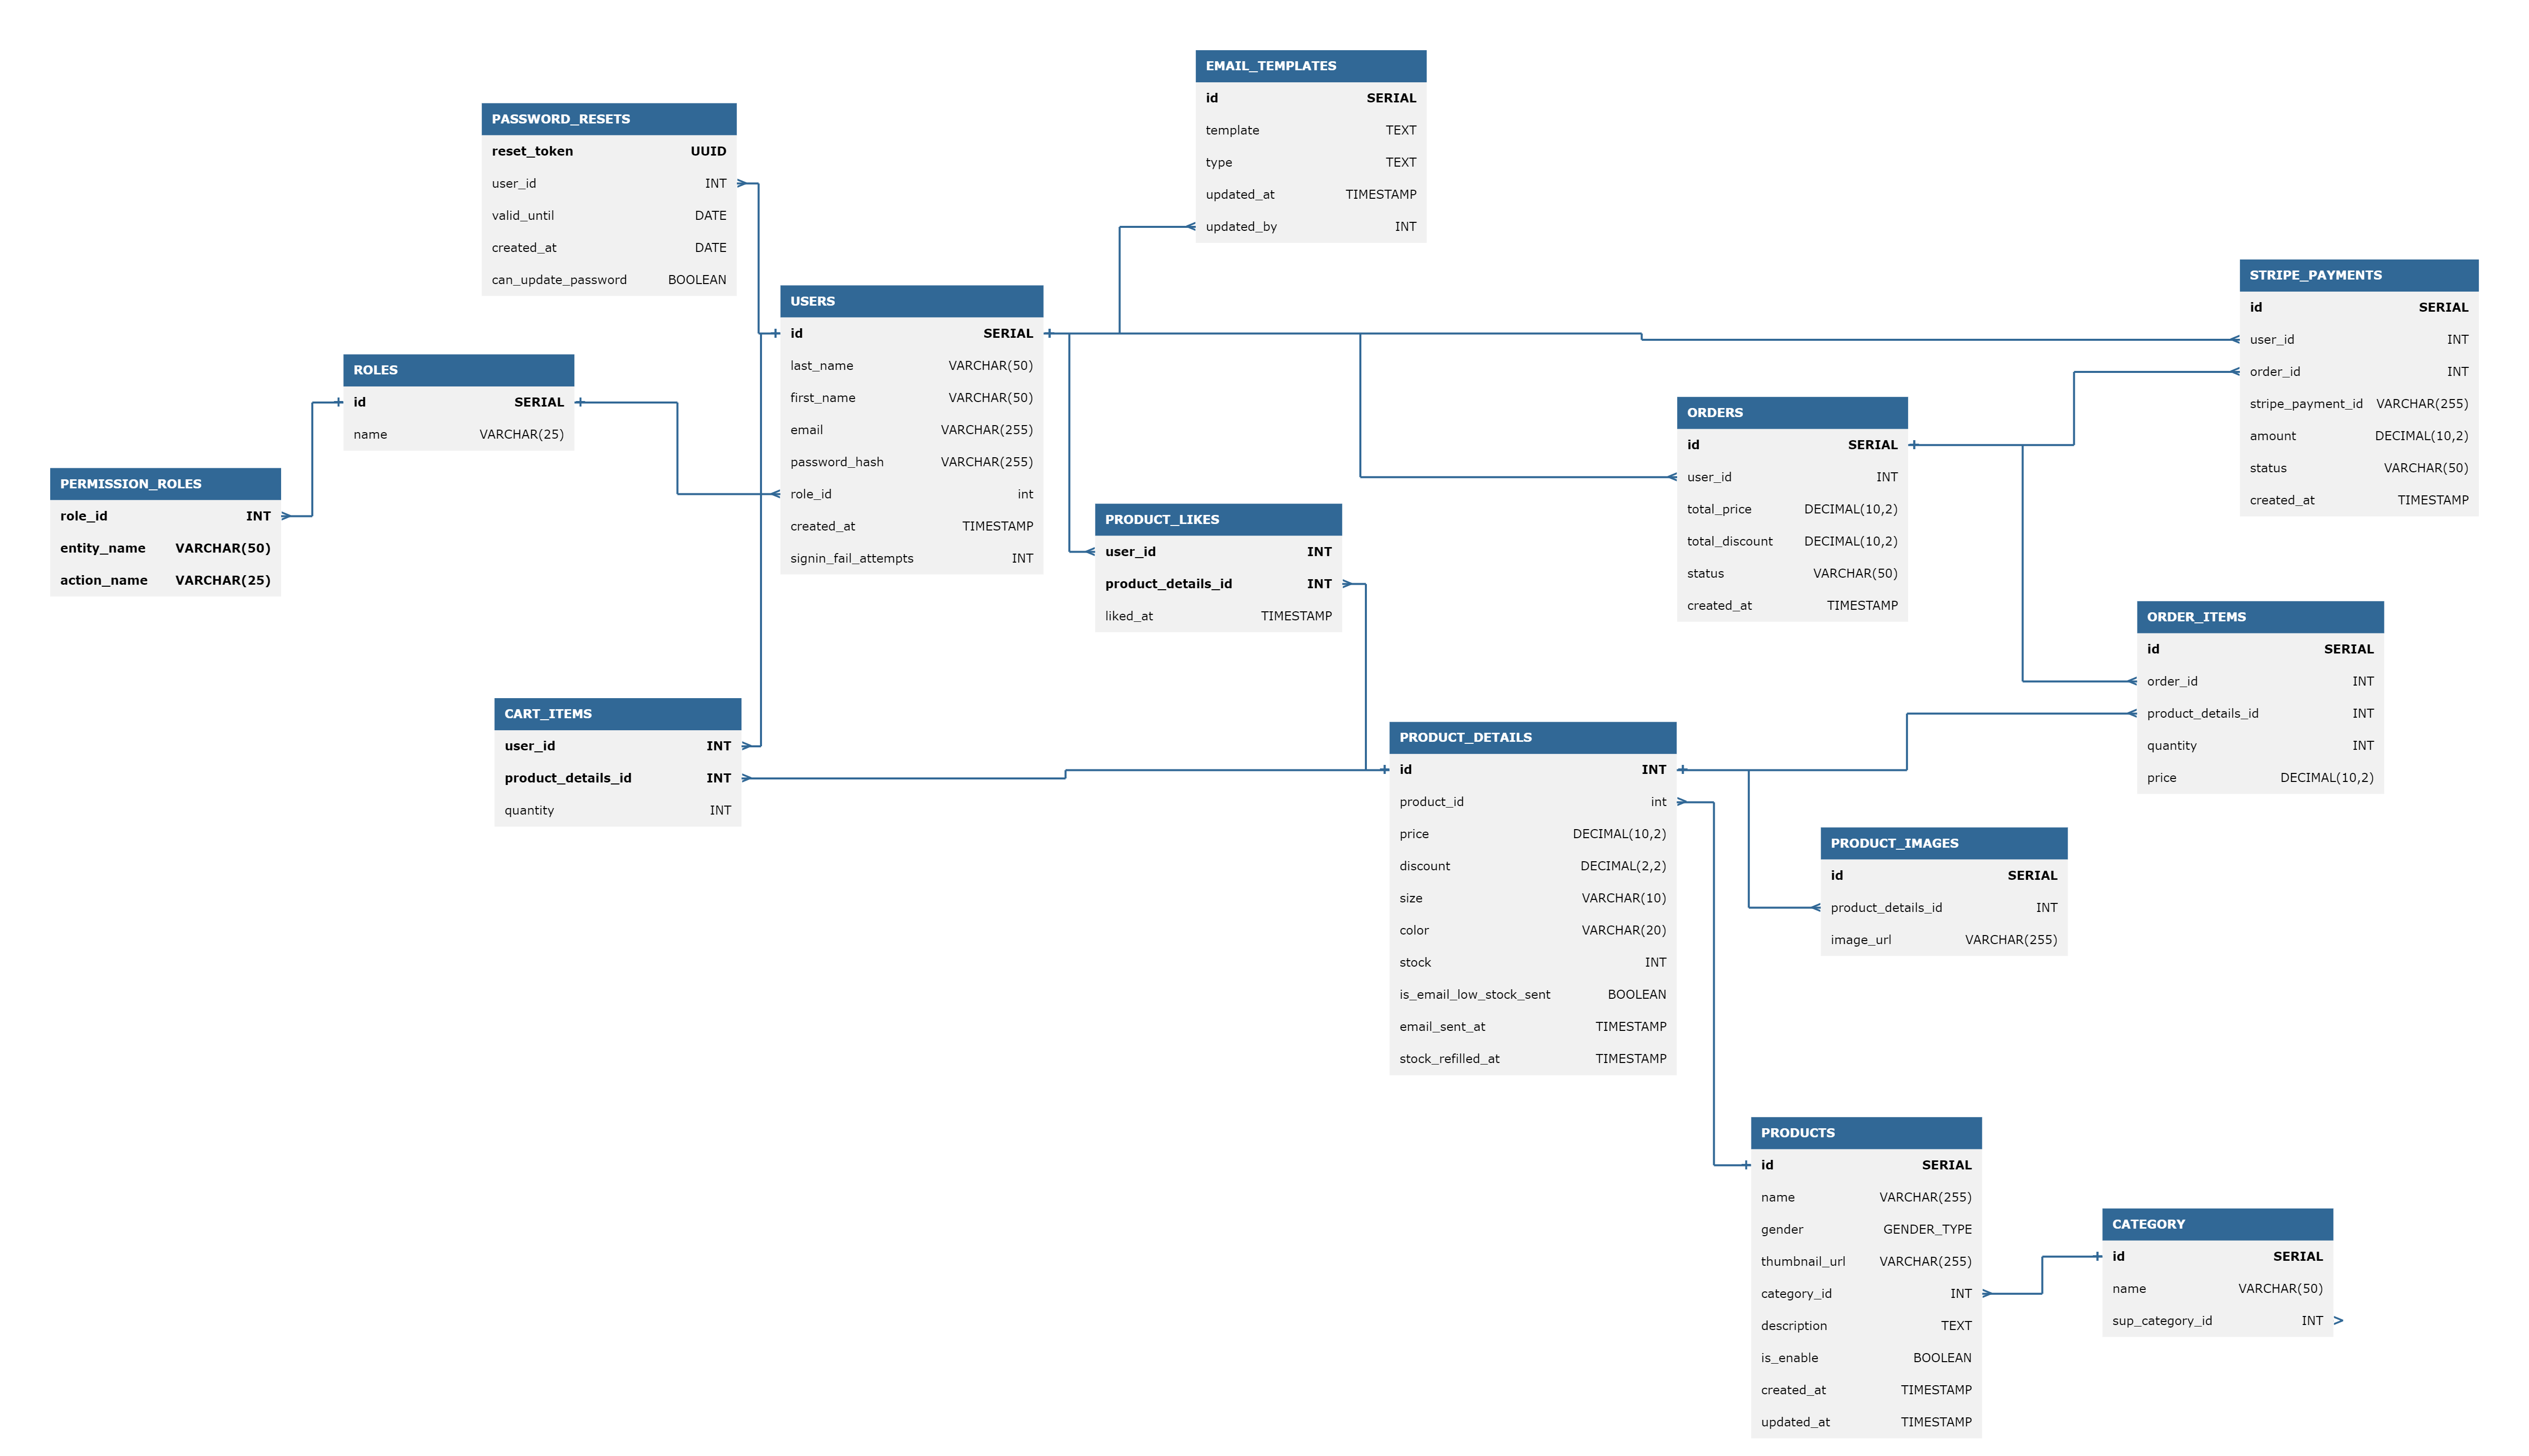 EMAIL_TEMPLATES
id SERIAL
template TEXT
type TEXT
updated_at TIMESTAMP
updated_by INT
PASSWORD_RESETS
reset_token UUID
user_id INT
valid_until DATE
created_at DATE
can_update_password BOOLEAN
STRIPE_PAYMENTS
id SERIAL
user_id INT
order_id INT
stripe_payment_id VARCHAR(255)
amount DECIMAL(10,2)
status VARCHAR(50)
created_at TIMESTAMP
USERS
id SERIAL
last_name VARCHAR(50)
first_name VARCHAR(50)
email VARCHAR(255)
password_hash VARCHAR(255)
role_id int
created_at TIMESTAMP
signin_fail_attempts INT
ROLES
id SERIAL
name VARCHAR(25)
ORDERS
id SERIAL
user_id INT
total_price DECIMAL(10,2)
total_discount DECIMAL(10,2)
status VARCHAR(50)
created_at TIMESTAMP
PERMISSION_ROLES
role_id INT
entity_name VARCHAR(50)
action_name VARCHAR(25)
PRODUCT_LIKES
user_id INT
product_details_id INT
liked_at TIMESTAMP
ORDER_ITEMS
id SERIAL
order_id INT
product_details_id INT
quantity INT
price DECIMAL(10,2)
CART_ITEMS
user_id INT
product_details_id INT
quantity INT
PRODUCT_DETAILS
id INT
product_id int
price DECIMAL(10,2)
discount DECIMAL(2,2)
size VARCHAR(10)
color VARCHAR(20)
stock INT
is_email_low_stock_sent BOOLEAN
email_sent_at TIMESTAMP
stock_refilled_at TIMESTAMP
PRODUCT_IMAGES
id SERIAL
product_details_id INT
image_url VARCHAR(255)
PRODUCTS
id SERIAL
name VARCHAR(255)
gender GENDER_TYPE
thumbnail_url VARCHAR(255)
category_id INT
description TEXT
is_enable BOOLEAN
created_at TIMESTAMP
updated_at TIMESTAMP
CATEGORY
id SERIAL
name VARCHAR(50)
sup_category_id INT